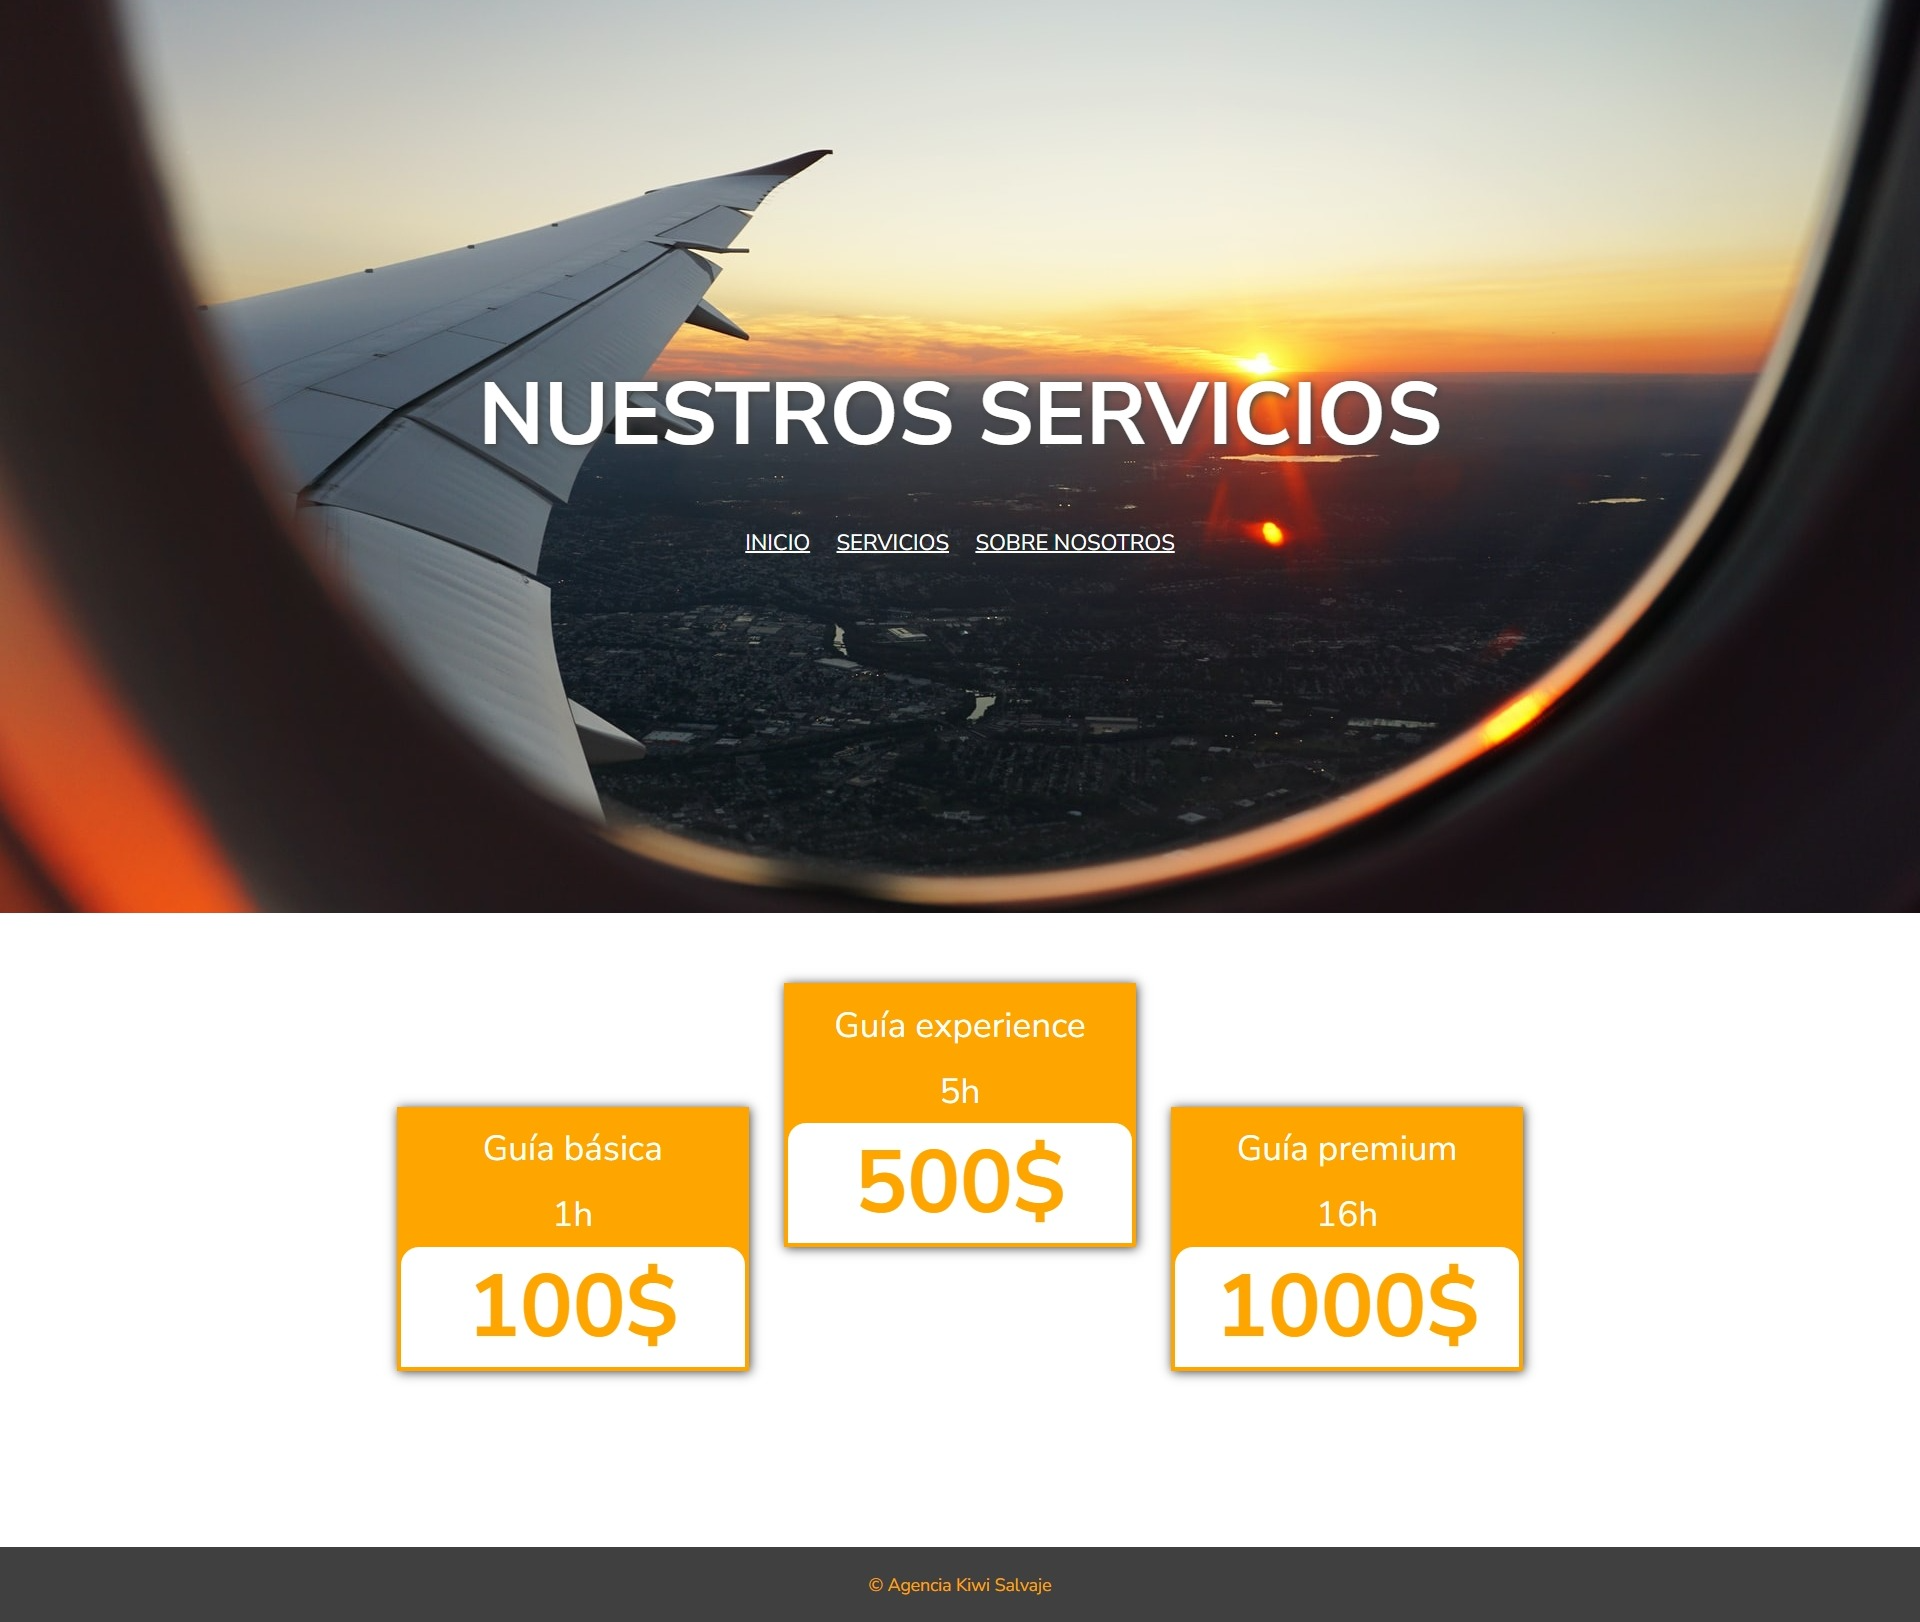 NUESTROS SERVICIOS
INICIO SERVICIOS SOBRE NOSOTROS
Guía básica
1h
100$
Guía experience
5h
500$
Guía premium
16h
1000$
© Agencia Kiwi Salvaje